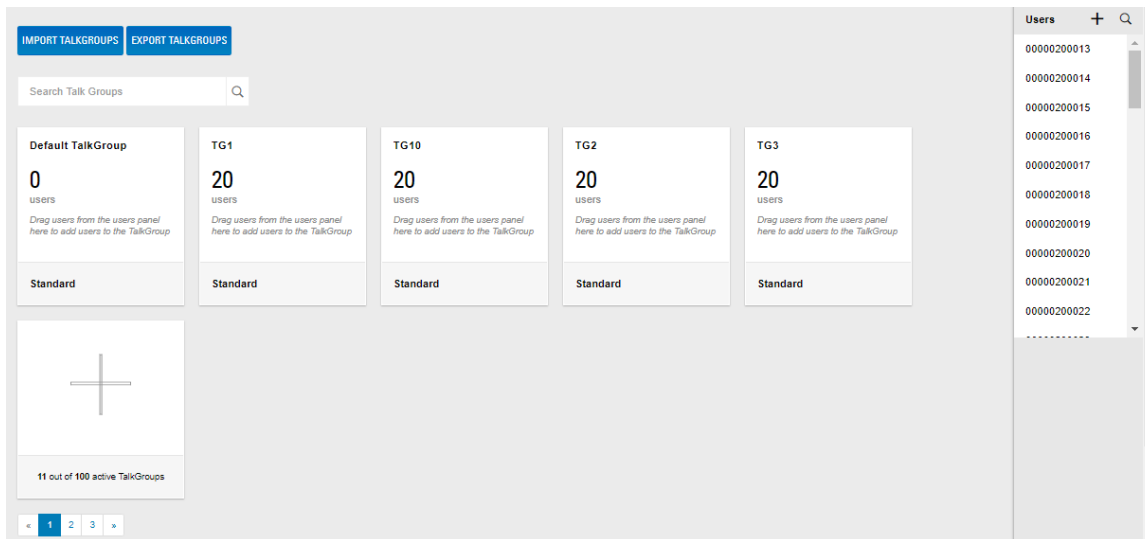 IMPORT TALKGROUPS
EXPORT TALKGROUPS
Search Talk Groups
Default TalkGroup
0
users
Drag users from the users panel
here to add users to the TalkGroup
Standard
TG1
20
users
Drag users from the users panel
here to add users to the TalkGroup
Standard
TG10
20
users
Drag users from the users panel
here to add users to the TalkGroup
Standard
TG2
20
users
Drag users from the users panel
here to add users to the TalkGroup
Standard
TG3
20
users
Drag users from the users panel
here to add users to the TalkGroup
Standard
11 out of 100 active TalkGroups
« 1 2 3 »
Users
00000200013
00000200014
00000200015
00000200016
00000200017
00000200018
00000200019
00000200020
00000200021
00000200022